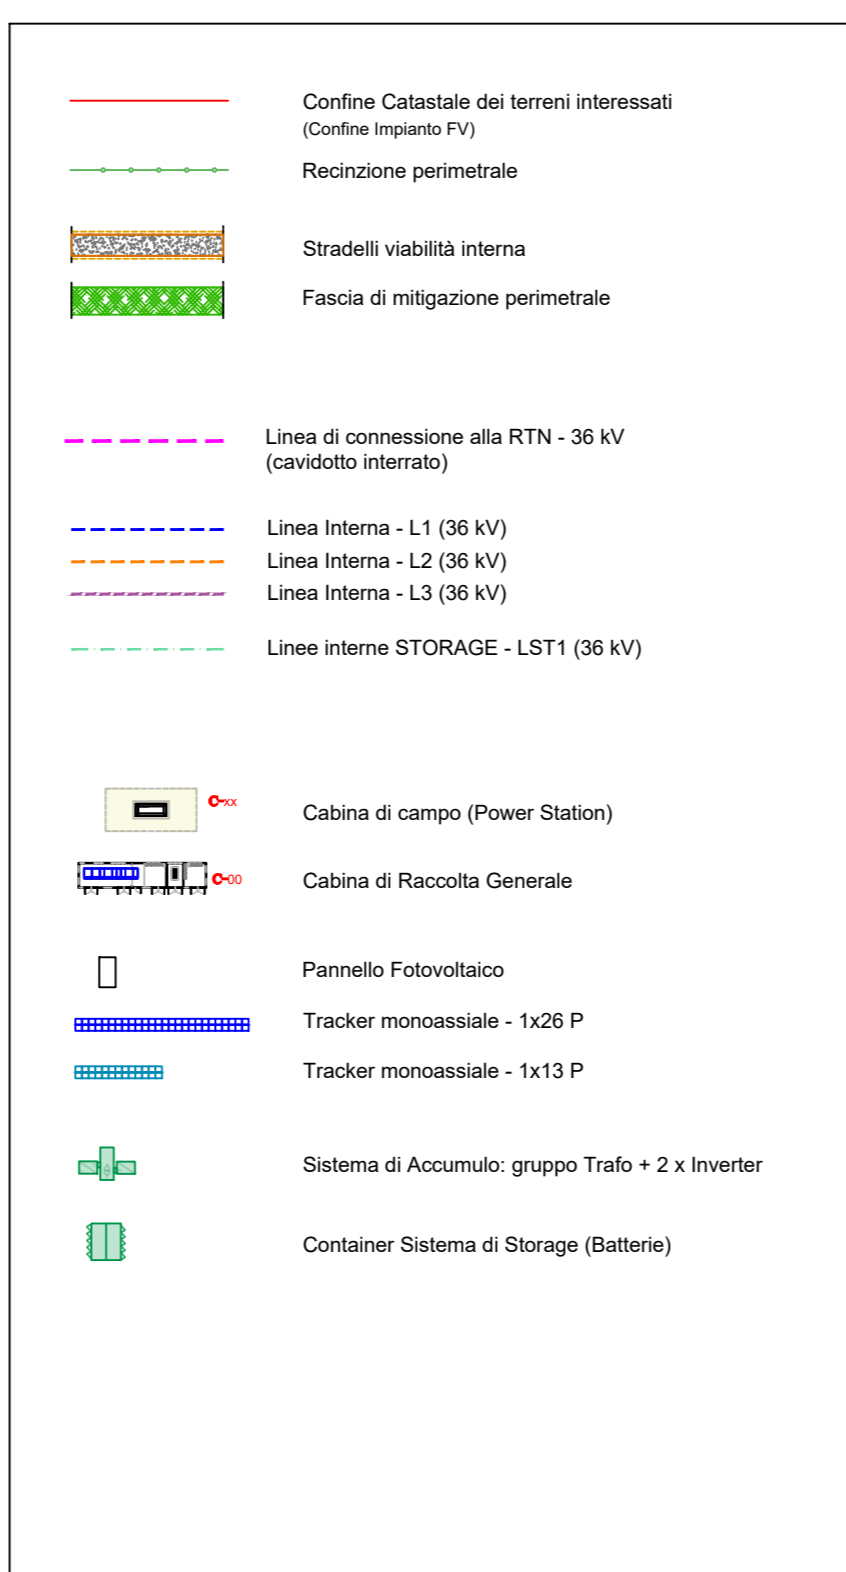 Confine Catastale dei terreni interessati
(Confine Impianto FV)
Recinzione perimetrale
Stradelli viabilità interna
Fascia di mitigazione perimetrale
Linea di connessione alla RTN - 36 kV
(cavidotto interrato)
Linea Interna - L1 (36 kV)
Linea Interna - L2 (36 kV)
Linea Interna - L3 (36 kV)
Linee interne STORAGE - LST1 (36 kV)
xx
Cabina di campo (Power Station)
00
Cabina di Raccolta Generale
Pannello Fotovoltaico
Tracker monoassiale - 1x26 P
Tracker monoassiale - 1x13 P
Sistema di Accumulo: gruppo Trafo + 2 x Inverter
Container Sistema di Storage (Batterie)